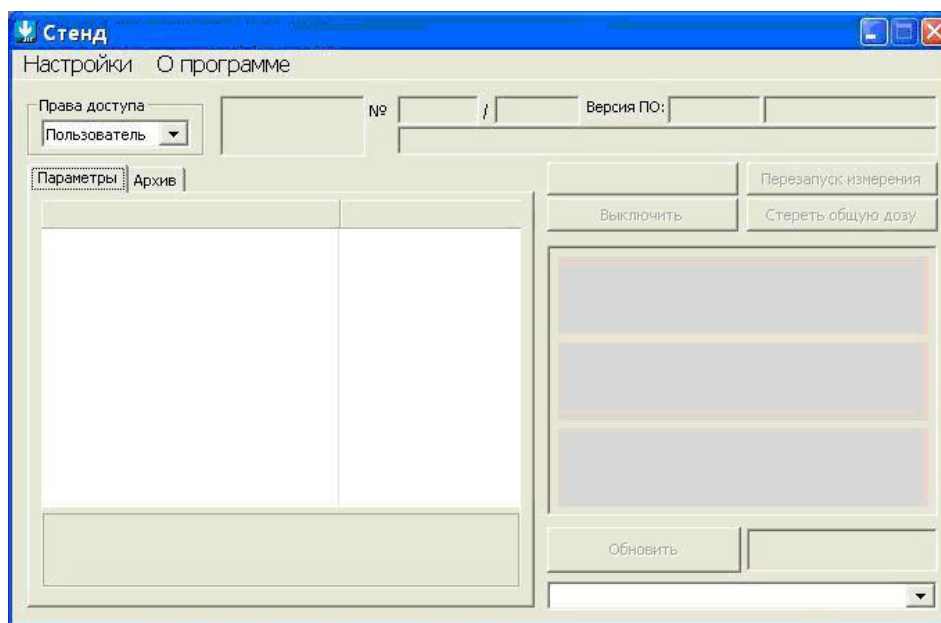 Стенд
Настройки О программе
Права доступа
Пользователь
№ / Версия ПО:
Параметры Архив
Перезапуск измерения
Выключить Стереть общую дозу
Обновить